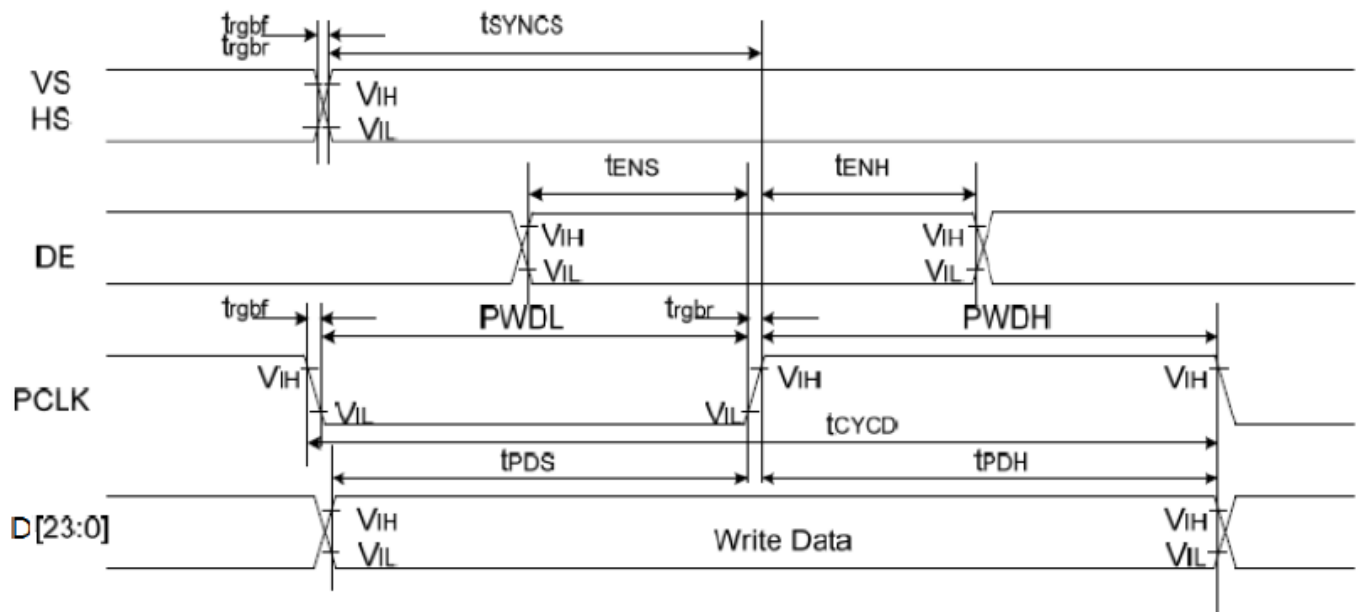 trgbf
trgbr
tSYNCS
VS
HS
VIH
VIL
tENS
tENH
DE
VIH
VIL
VIH
VIL
trgbf
PWDL
trgbr
PWDH
PCLK
VIH
VIL
VIL
VIH
VIH
tCYCD
tPDS
tPDH
D[23:0]
VIH
VIL
Write Data
VIH
VIL